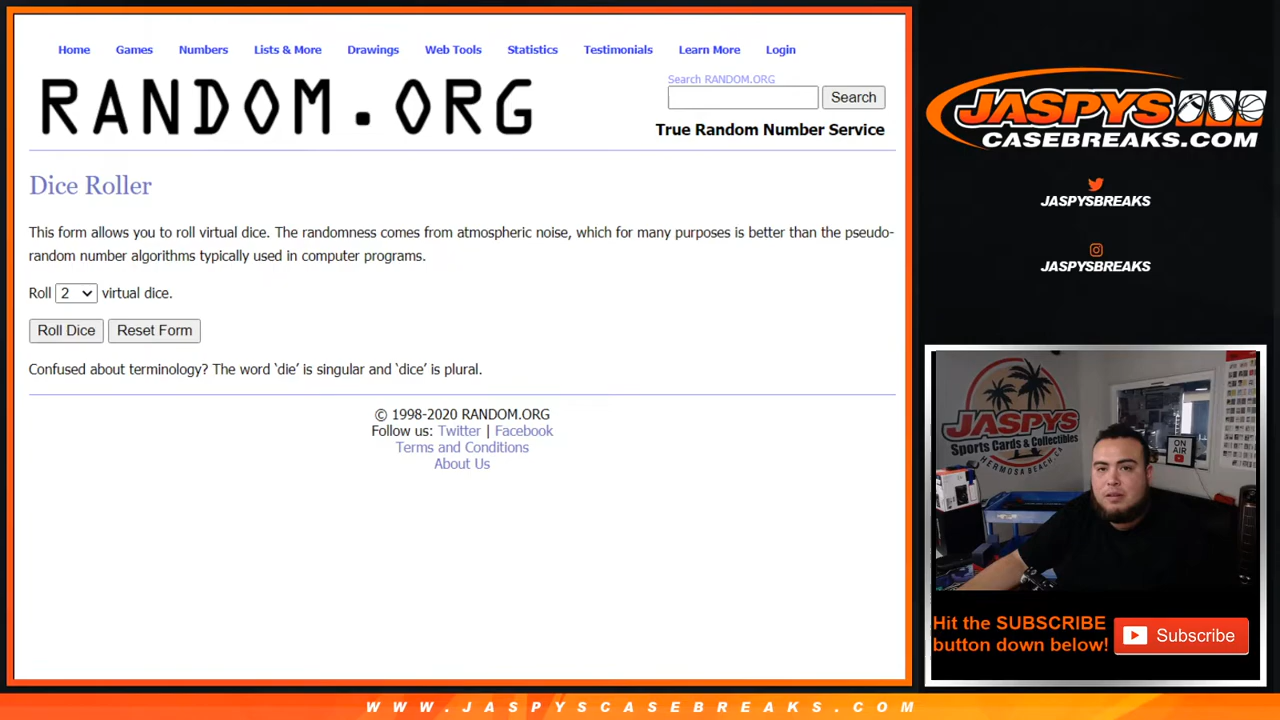 Home Games Numbers Lists & More Drawings Web Tools Statistics Testimonials Learn More Login
RANDOM.ORG
Search RANDOM.ORG
Search
True Random Number Service
Dice Roller
This form allows you to roll virtual dice. The randomness comes from atmospheric noise, which for many purposes is better than the pseudo-
random number algorithms typically used in computer programs.
Roll 2 virtual dice.
Roll Dice Reset Form
Confused about terminology? The word ‘die’ is singular and ‘dice’ is plural.
© 1998-2020 RANDOM.ORG
Follow us: Twitter | Facebook
Terms and Conditions
About Us
JASPYS
CASEBREAKS.COM
JASPYSBREAKS
JASPYSBREAKS
JASPYS
Sports Cards & Collectibles
HERMOSA BEACH, CA
ON
AIR
Hit the SUBSCRIBE
button down below!
Subscribe
WWW.JASPYSCASEBREAKS.COM